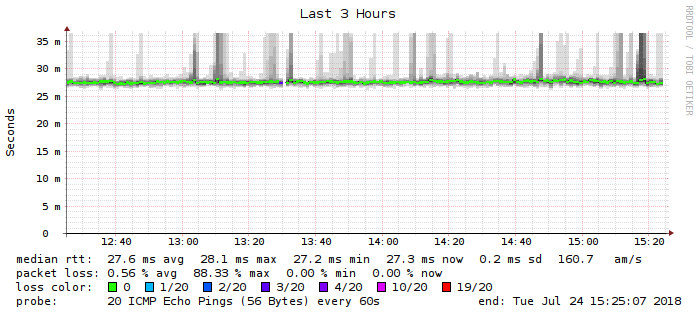 Last 3 Hours
RRDTOOL / TOBI OETIKER
Seconds
35 m
30 m
25 m
20 m
15 m
10 m
5 m
0
12:40 13:00 13:20 13:40 14:00 14:20 14:40 15:00 15:20
median rtt: 27.6 ms avg 28.1 ms max 27.2 ms min 27.3 ms now 0.2 ms sd 160.7 am/s
packet loss: 0.56 % avg 88.33 % max 0.00 % min 0.00 % now
loss color: 0 1/20 2/20 3/20 4/20 10/20 19/20
probe: 20 ICMP Echo Pings (56 Bytes) every 60s end: Tue Jul 24 15:25:07 2018